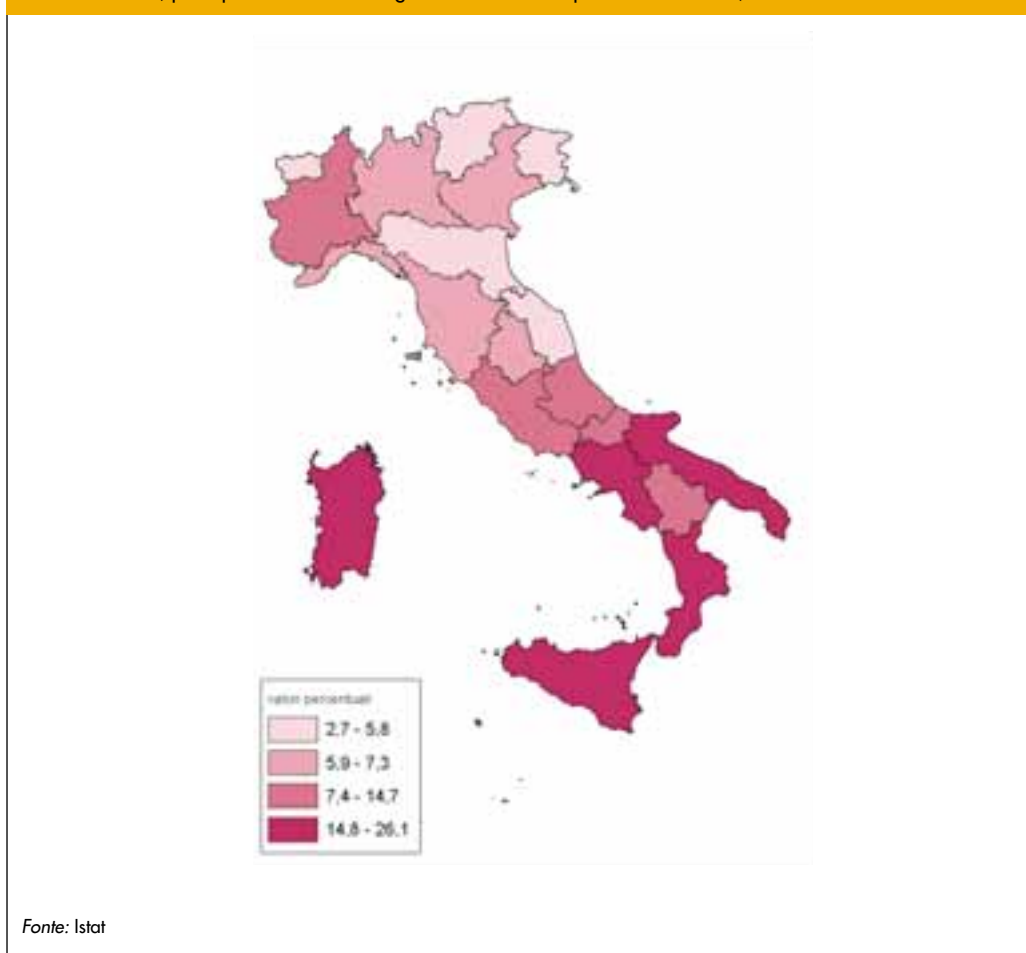 valori percentuali
2,7 - 5,8
5,9 - 7,3
7,4 - 14,7
14,8 - 26,1
Fonte: Istat